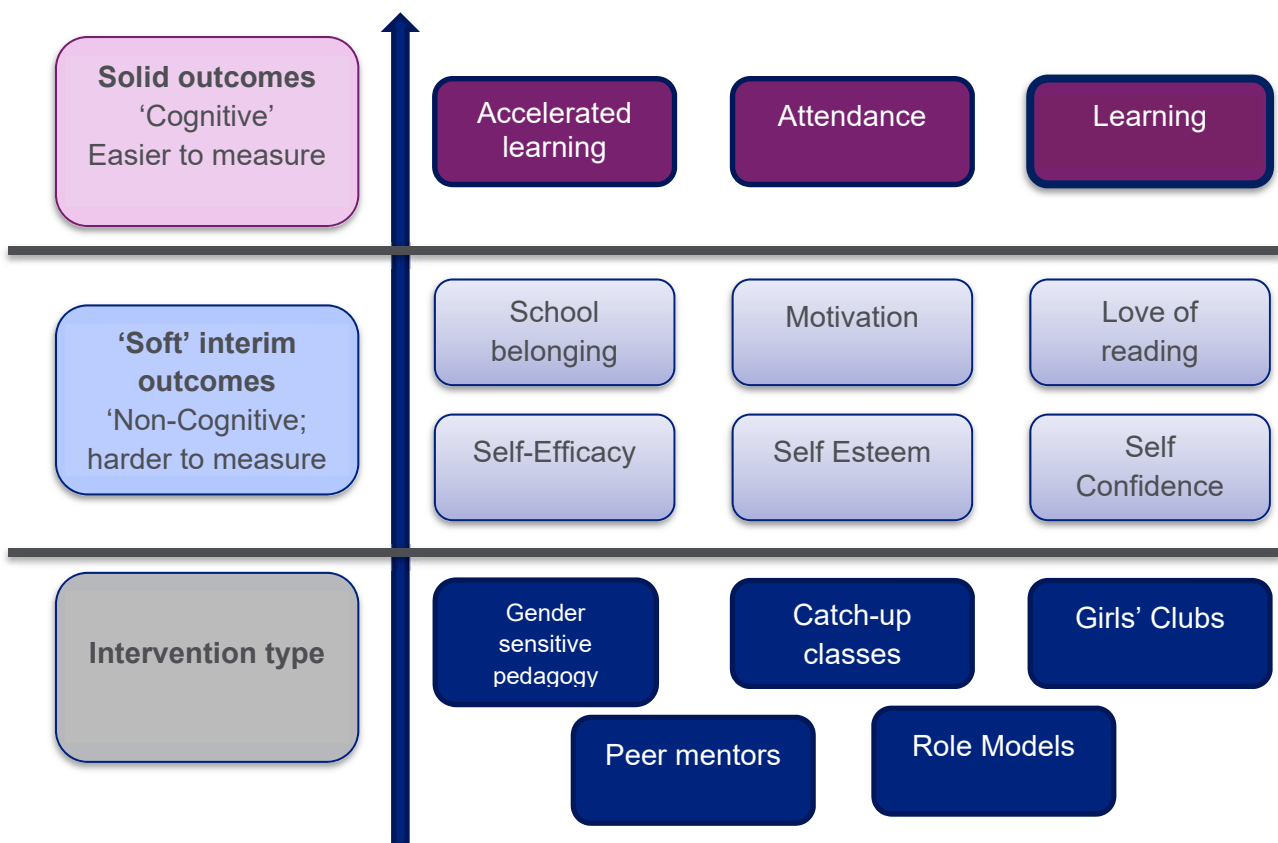 Solid outcomes
‘Cognitive’
Easier to measure
Accelerated
learning
Attendance
Learning
‘Soft’ interim
outcomes
‘Non-Cognitive;
harder to measure
School
belonging
Motivation
Love of
reading
Self-Efficacy
Self Esteem
Self
Confidence
Intervention type
Gender
sensitive
pedagogy
Catch-up
classes
Girls’ Clubs
Peer mentors
Role Models